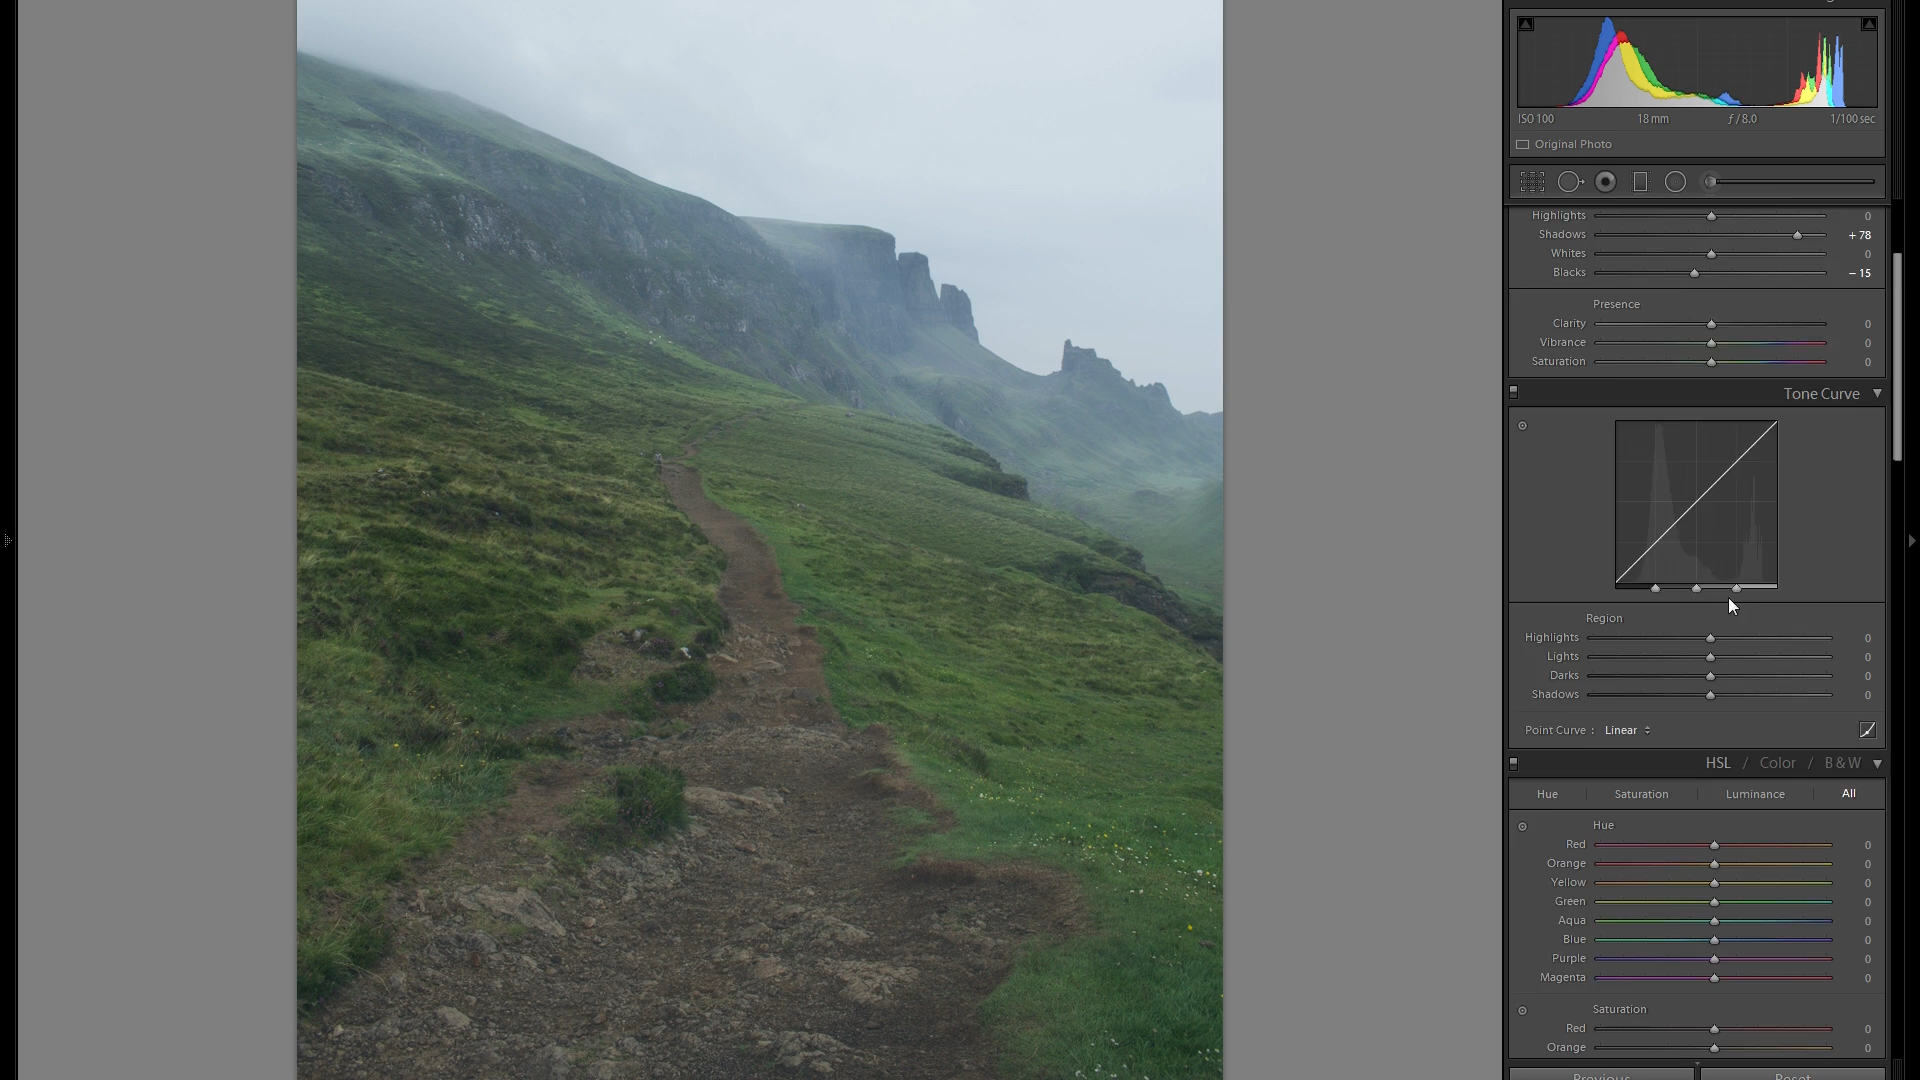 ISO 100 18 mm ƒ / 8.0 1/100 sec
Original Photo
Highlights 0
Shadows + 78
Whites 0
Blacks – 15
Presence
Clarity 0
Vibrance 0
Saturation 0
Tone Curve
Region
Highlights 0
Lights 0
Darks 0
Shadows 0
Point Curve : Linear
HSL / Color / B & W
Hue Saturation Luminance All
Hue
Red 0
Orange 0
Yellow 0
Green 0
Aqua 0
Blue 0
Purple 0
Magenta 0
Saturation
Red 0
Orange 0
Previous Reset